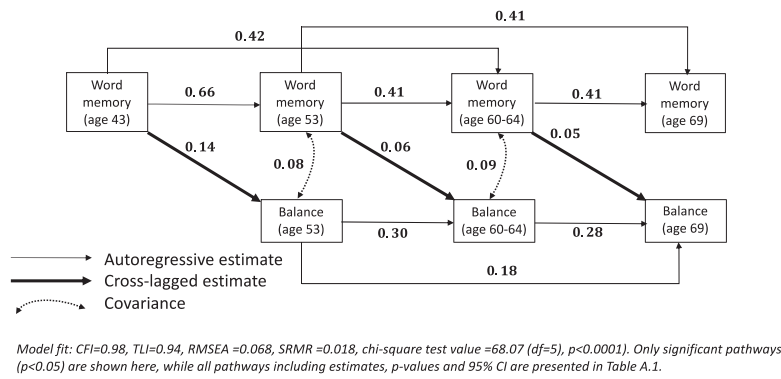 0.41
0.42
Word
memory
(age 43)
0.66
Word
memory
(age 53)
0.41
Word
memory
(age 60-64)
0.41
Word
memory
(age 69)
0.14
0.08
0.06
0.09
0.05
Balance
(age 53)
0.30
Balance
(age 60-64)
0.28
Balance
(age 69)
0.18
Autoregressive estimate
Cross-lagged estimate
Covariance
Model fit: CFI=0.98, TLI=0.94, RMSEA =0.068, SRMR =0.018, chi-square test value =68.07 (df=5), p<0.0001). Only significant pathways
(p<0.05) are shown here, while all pathways including estimates, p-values and 95% CI are presented in Table A.1.